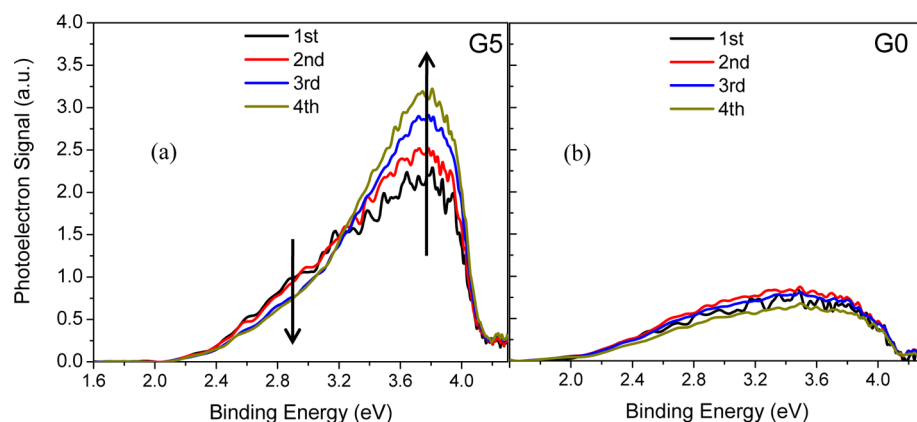 4.0
3.5
3.0
2.5
2.0
1.5
1.0
0.5
0.0
Photoelectron Signal (a.u.)
1st
2nd
3rd
4th
G5
(a)
1.6 2.0 2.4 2.8 3.2 3.6 4.0
Binding Energy (eV)
1st
2nd
3rd
4th
G0
(b)
2.0 2.4 2.8 3.2 3.6 4.0
Binding Energy (eV)